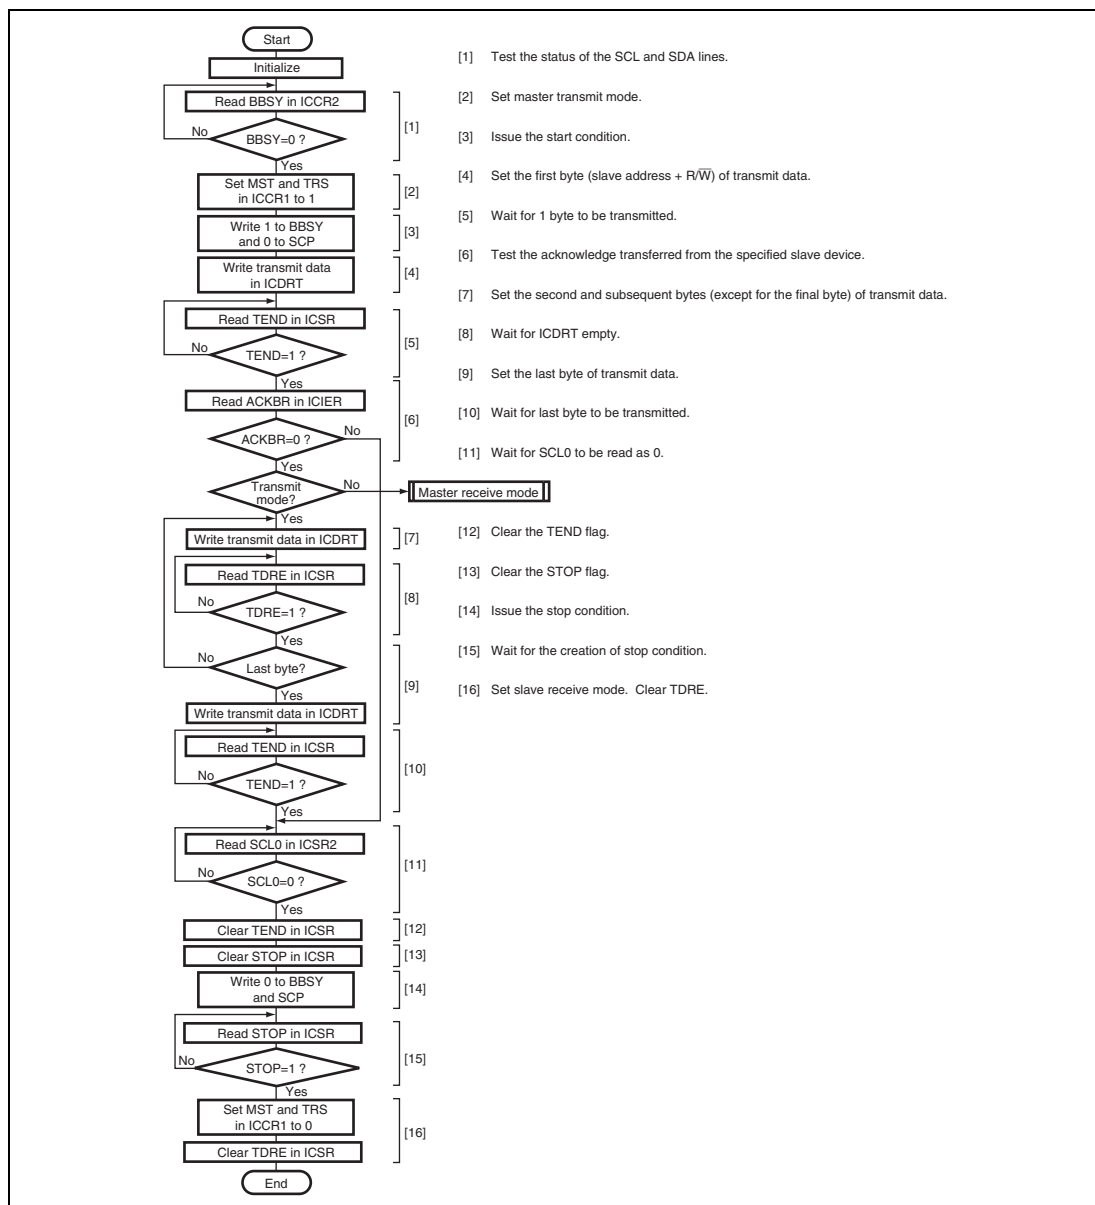 Start
Initialize
Read BBSY in ICCR2
No
BBSY=0 ?
[1]
Yes
Set MST and TRS
in ICCR1 to 1
[2]
Write 1 to BBSY
and 0 to SCP
[3]
Write transmit data
in ICDRT
[4]
Read TEND in ICSR
No
TEND=1 ?
[5]
Yes
Read ACKBR in ICIER
[6]
ACKBR=0 ?
No
Yes
Transmit
mode?
No
Master receive mode
Yes
Write transmit data in ICDRT
[7]
Read TDRE in ICSR
[8]
No
TDRE=1 ?
Yes
No
Last byte?
[9]
Yes
Write transmit data in ICDRT
Read TEND in ICSR
[10]
No
TEND=1 ?
Yes
Read SCL0 in ICSR2
[11]
No
SCL0=0 ?
Yes
Clear TEND in ICSR
[12]
Clear STOP in ICSR
[13]
Write 0 to BBSY
and SCP
[14]
Read STOP in ICSR
[15]
No
STOP=1 ?
Yes
Set MST and TRS
in ICCR1 to 0
[16]
Clear TDRE in ICSR
End
[1] Test the status of the SCL and SDA lines.
[2] Set master transmit mode.
[3] Issue the start condition.
[4] Set the first byte (slave address + R/W̅) of transmit data.
[5] Wait for 1 byte to be transmitted.
[6] Test the acknowledge transferred from the specified slave device.
[7] Set the second and subsequent bytes (except for the final byte) of transmit data.
[8] Wait for ICDRT empty.
[9] Set the last byte of transmit data.
[10] Wait for last byte to be transmitted.
[11] Wait for SCL0 to be read as 0.
[12] Clear the TEND flag.
[13] Clear the STOP flag.
[14] Issue the stop condition.
[15] Wait for the creation of stop condition.
[16] Set slave receive mode. Clear TDRE.